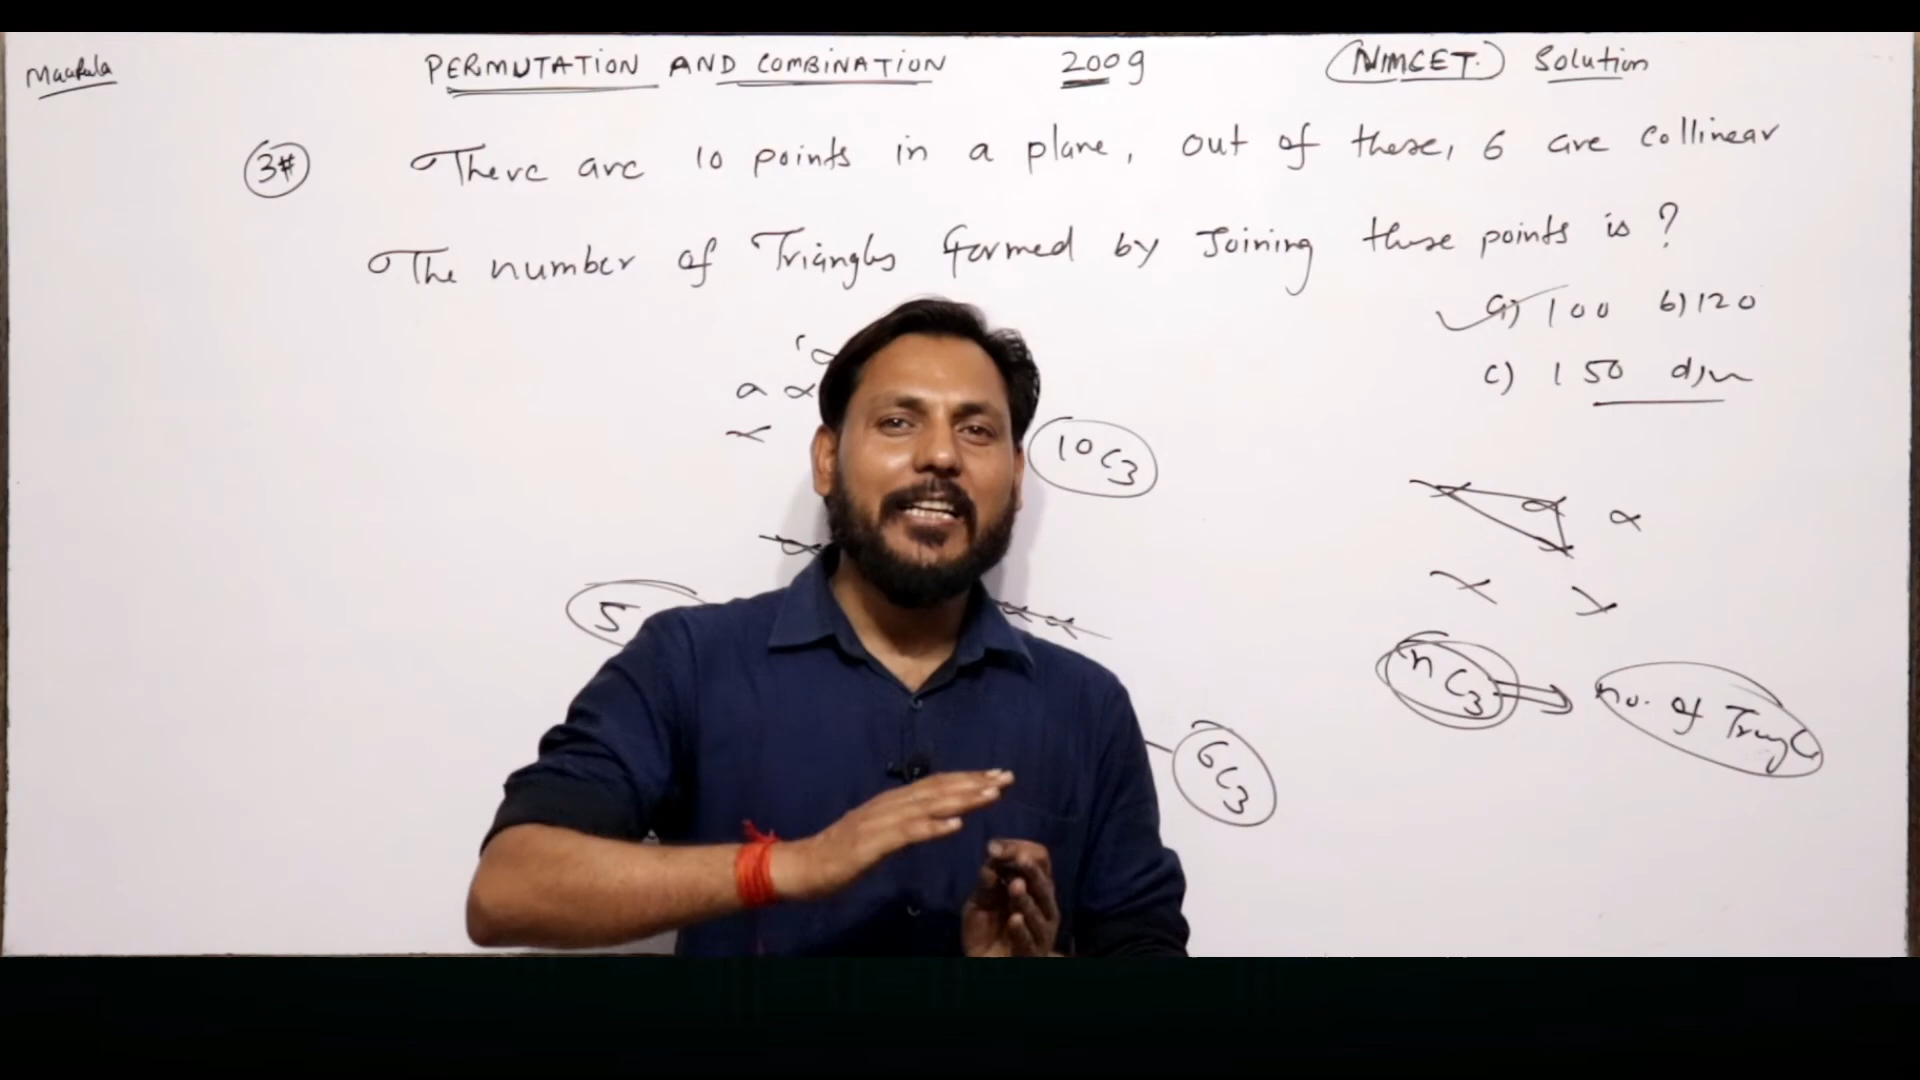 PERMUTATION AND COMBINATION 2009 NIMCET. Solution
3# There are 10 points in a plane, out of these, 6 are collinear
The number of Triangles formed by Joining these points is ?
a) 100 b) 120
c) 150 d)
10C3
5
nC3 ⇒ no. of
6C3